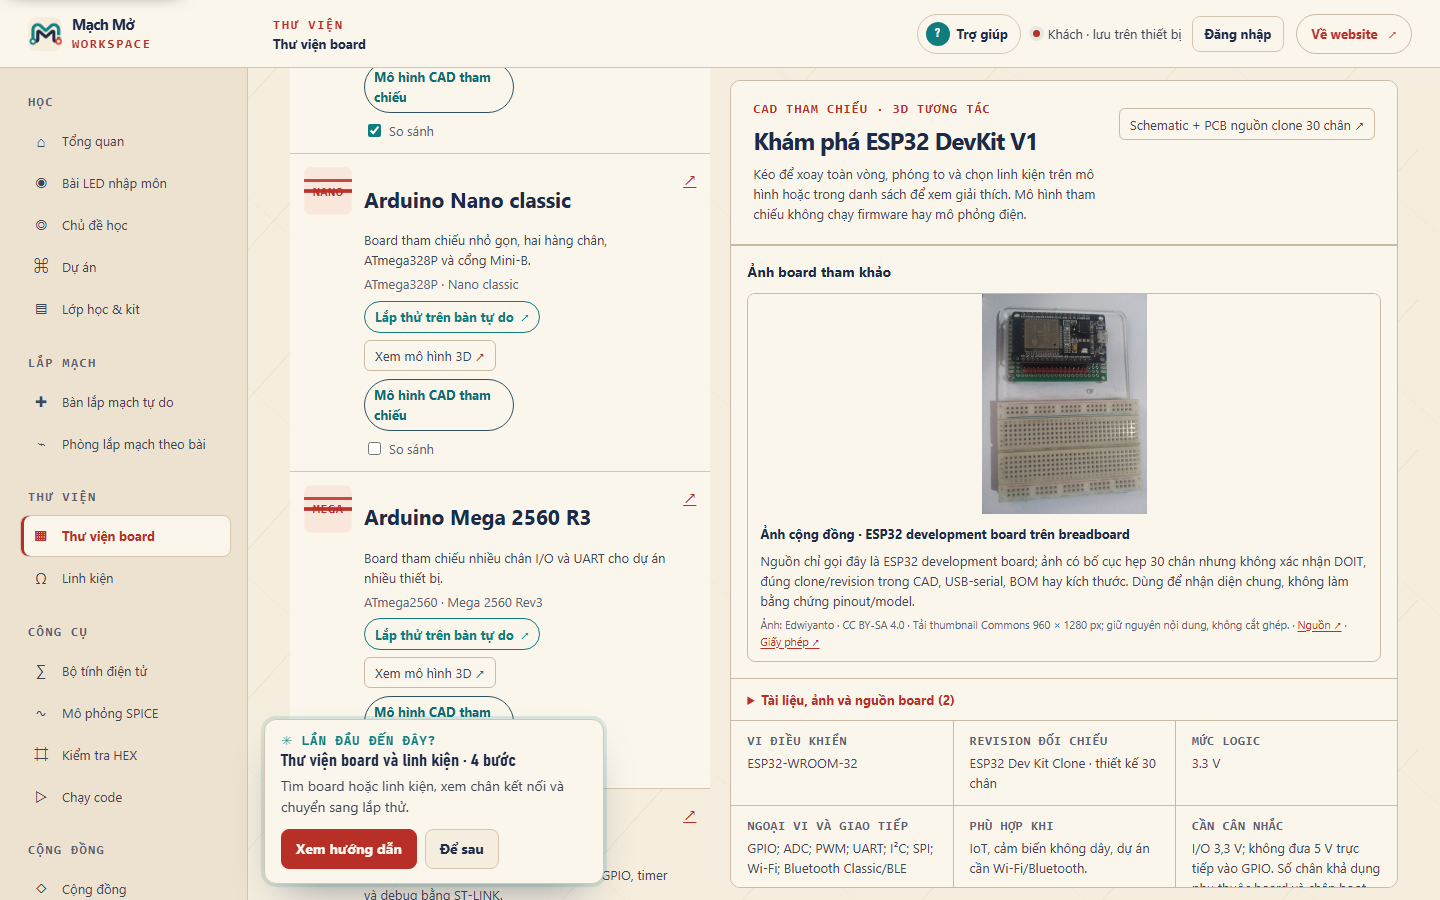 Mạch Mở
WORKSPACE
THƯ VIỆN
Thư viện board
? Trợ giúp
Khách · lưu trên thiết bị
Đăng nhập
Về website ↗
HỌC
Tổng quan
Bài LED nhập môn
Chủ đề học
Dự án
Lớp học & kit
LẮP MẠCH
Bàn lắp mạch tự do
Phòng lắp mạch theo bài
THƯ VIỆN
Thư viện board
Linh kiện
CÔNG CỤ
Bộ tính điện tử
Mô phỏng SPICE
Kiểm tra HEX
Chạy code
CỘNG ĐỒNG
Cộng đồng
Mô hình CAD tham
chiếu
So sánh
NANO
Arduino Nano classic
↗
Board tham chiếu nhỏ gọn, hai hàng chân,
ATmega328P và cổng Mini-B.
ATmega328P · Nano classic
Lắp thử trên bàn tự do ↗
Xem mô hình 3D ↗
Mô hình CAD tham
chiếu
So sánh
MEGA
Arduino Mega 2560 R3
↗
Board tham chiếu nhiều chân I/O và UART cho dự án
nhiều thiết bị.
ATmega2560 · Mega 2560 Rev3
Lắp thử trên bàn tự do ↗
Xem mô hình 3D ↗
Mô hình CAD tham
↗
GPIO, timer
và debug bằng ST-LINK.
✳ LẦN ĐẦU ĐẾN ĐÂY?
Thư viện board và linh kiện · 4 bước
Tìm board hoặc linh kiện, xem chân kết nối và
chuyển sang lắp thử.
Xem hướng dẫn
Để sau
CAD THAM CHIẾU · 3D TƯƠNG TÁC
Khám phá ESP32 DevKit V1
Kéo để xoay toàn vòng, phóng to và chọn linh kiện trên mô
hình hoặc trong danh sách để xem giải thích. Mô hình tham
chiếu không chạy firmware hay mô phỏng điện.
Schematic + PCB nguồn clone 30 chân ↗
Ảnh board tham khảo
Ảnh cộng đồng · ESP32 development board trên breadboard
Nguồn chỉ gọi đây là ESP32 development board; ảnh có bố cục hẹp 30 chân nhưng không xác nhận DOIT,
đúng clone/revision trong CAD, USB-serial, BOM hay kích thước. Dùng để nhận diện chung, không làm
bằng chứng pinout/model.
Ảnh: Edwiyanto · CC BY-SA 4.0 · Tải thumbnail Commons 960 × 1280 px; giữ nguyên nội dung, không cắt ghép. · Nguồn ↗ ·
Giấy phép ↗
▶ Tài liệu, ảnh và nguồn board (2)
VI ĐIỀU KHIỂN
ESP32-WROOM-32
REVISION ĐỐI CHIẾU
ESP32 Dev Kit Clone · thiết kế 30
chân
MỨC LOGIC
3.3 V
NGOẠI VI VÀ GIAO TIẾP
GPIO; ADC; PWM; UART; I²C; SPI;
Wi-Fi; Bluetooth Classic/BLE
PHÙ HỢP KHI
IoT, cảm biến không dây, dự án
cần Wi-Fi/Bluetooth.
CẦN CÂN NHẮC
I/O 3,3 V; không đưa 5 V trực
tiếp vào GPIO. Số chân khả dụng
phụ thuộc board và chân boot